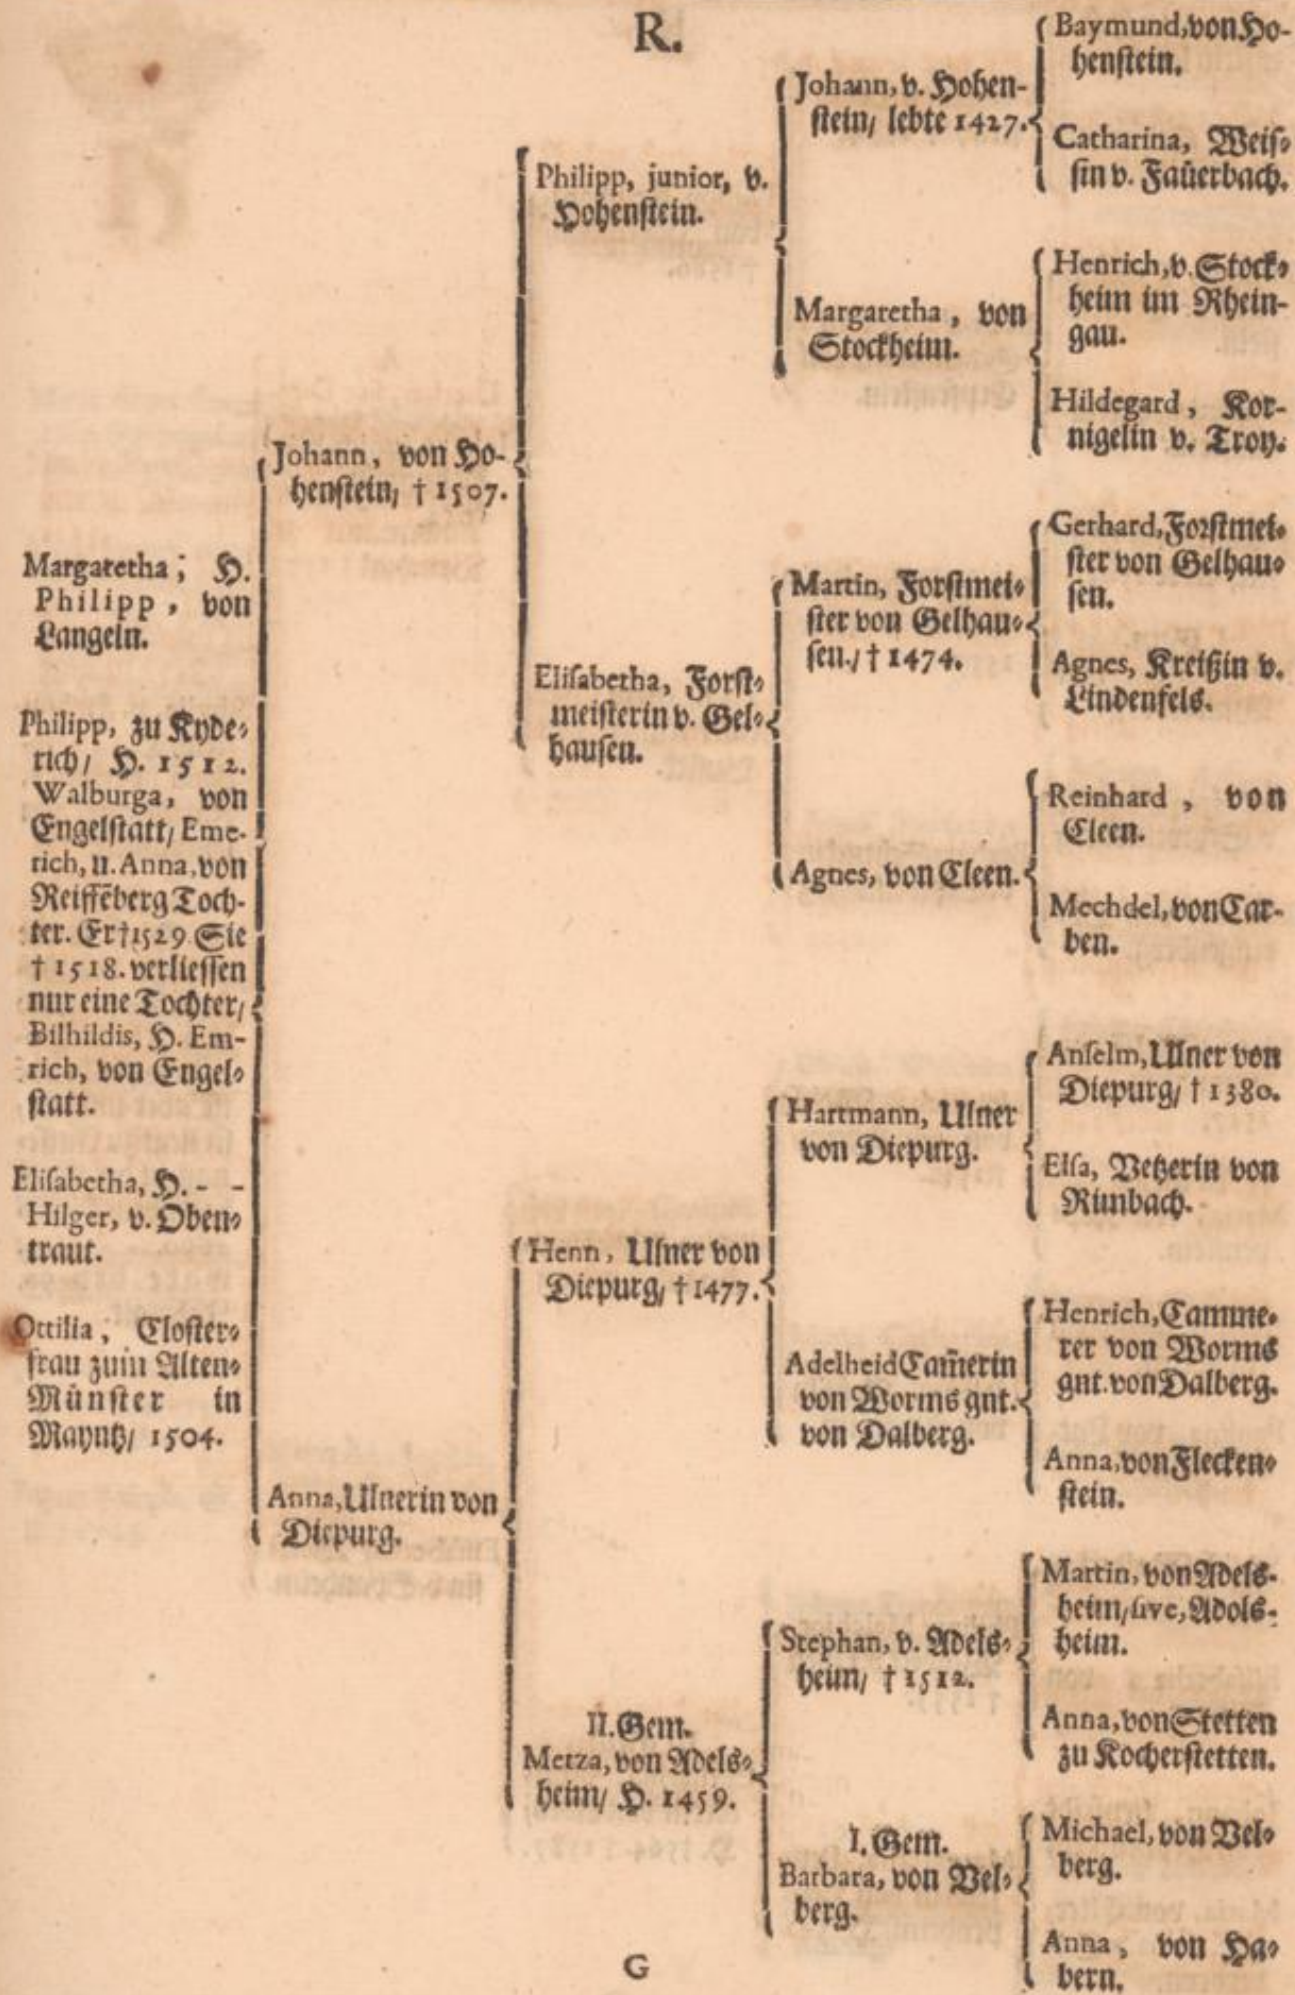 R.
Margaretha; H.
Philipp, von
Langeln.
Philipp, zu Kyde-
rich/ H. 1512.
Walburga, von
Engelstatt/ Eme-
rich, u. Anna, von
Reiffēberg Toch-
ter. Er † 1529 Sie
† 1518. verliessen
nur eine Tochter/
Bilhildis, H. Em-
rich, von Engel-
statt.
Elisabetha, H. - -
Hilger, v. Oben-
traut.
Ottilia, Closter-
frau zum Alten-
Münster in
Mayntz/ 1504.
Johann, von Ho-
henstein/ † 1507.
Anna, Ulnerin von
Diepurg.
Philipp, junior, v.
Hohenstein.
Elisabetha, Forst-
meisterin v. Gel-
hausen.
Henn, Ulner von
Diepurg/ † 1477.
II. Gem.
Metza, von Adels-
heim/ H. 1459.
Johann, v. Hohen-
stein/ lebte 1427.
Margaretha, von
Stockheim.
Martin, Forstmei-
ster von Gelhau-
sen./ † 1474.
Agnes, von Cleen.
Hartmann, Ulner
von Diepurg.
Adelheid Cam̄erin
von Worms gnt.
von Dalberg.
Stephan, v. Adels-
heim/ † 1512.
I. Gem.
Barbara, von Vel-
berg.
Baymund, von Ho-
henstein.
Catharina, Weis-
sin v. Faüerbach.
Henrich, v. Stock-
heim im Rhein-
gau.
Hildegard, Kor-
nigelin v. Troy.
Gerhard, Forstmei-
ster von Gelhau-
sen.
Agnes, Kreißin v.
Lindenfels.
Reinhard, von
Cleen.
Mechdel, von Car-
ben.
Anselm, Ulner von
Diepurg/ † 1380.
Elsa, Vetzerin von
Rimbach.
Henrich, Camme-
rer von Worms
gnt. von Dalberg.
Anna, von Flecken-
stein.
Martin, von Adels-
heim/ sive, Adols-
heim.
Anna, von Stetten
zu Kocherstetten.
Michael, von Vel-
berg.
Anna, von Ha-
bern.
G